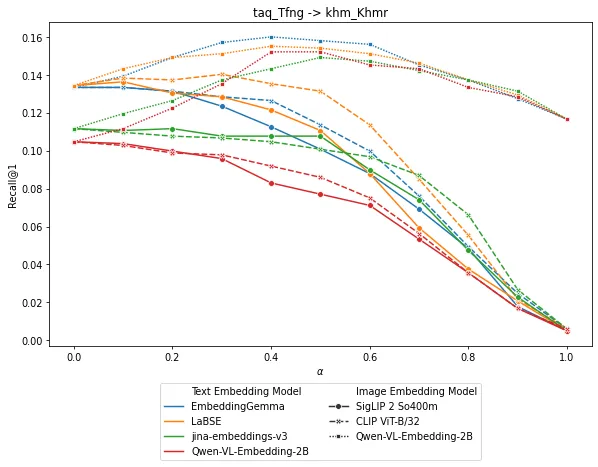 taq_Tfng -> khm_Khmr
0.16
0.14
0.12
0.10
0.08
0.06
0.04
0.02
0.00
Recall@1
0.0
0.2
0.4
0.6
0.8
1.0
α
Text Embedding Model
EmbeddingGemma
LaBSE
jina-embeddings-v3
Qwen-VL-Embedding-2B
Image Embedding Model
SigLIP 2 So400m
CLIP ViT-B/32
Qwen-VL-Embedding-2B